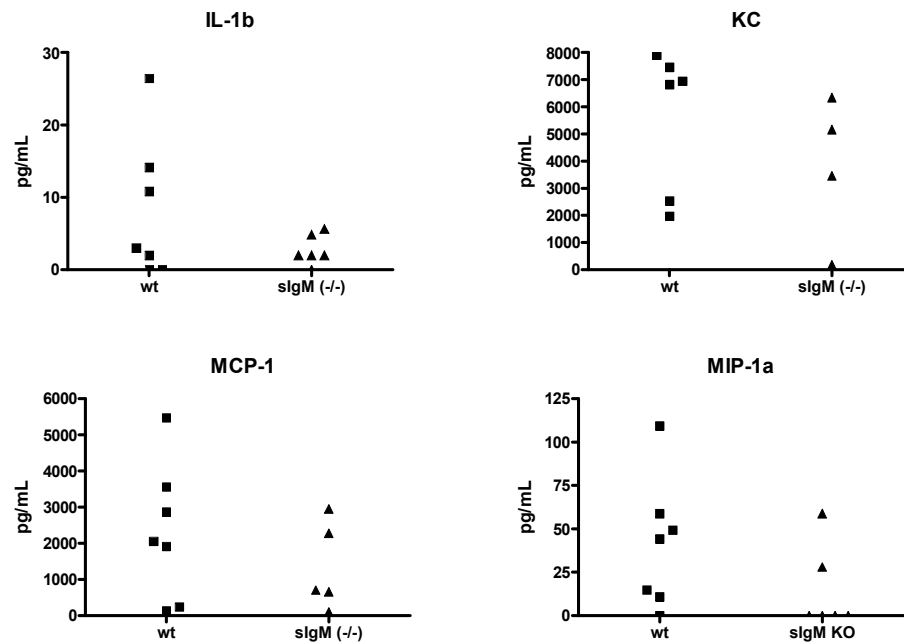 IL-1b
30
20
10
0
pg/mL
wt
sIgM (-/-)
KC
8000
7000
6000
5000
4000
3000
2000
1000
0
pg/mL
wt
sIgM (-/-)
MCP-1
6000
5000
4000
3000
2000
1000
0
pg/mL
wt
sIgM (-/-)
MIP-1a
125
100
75
50
25
0
pg/mL
wt
sIgM KO